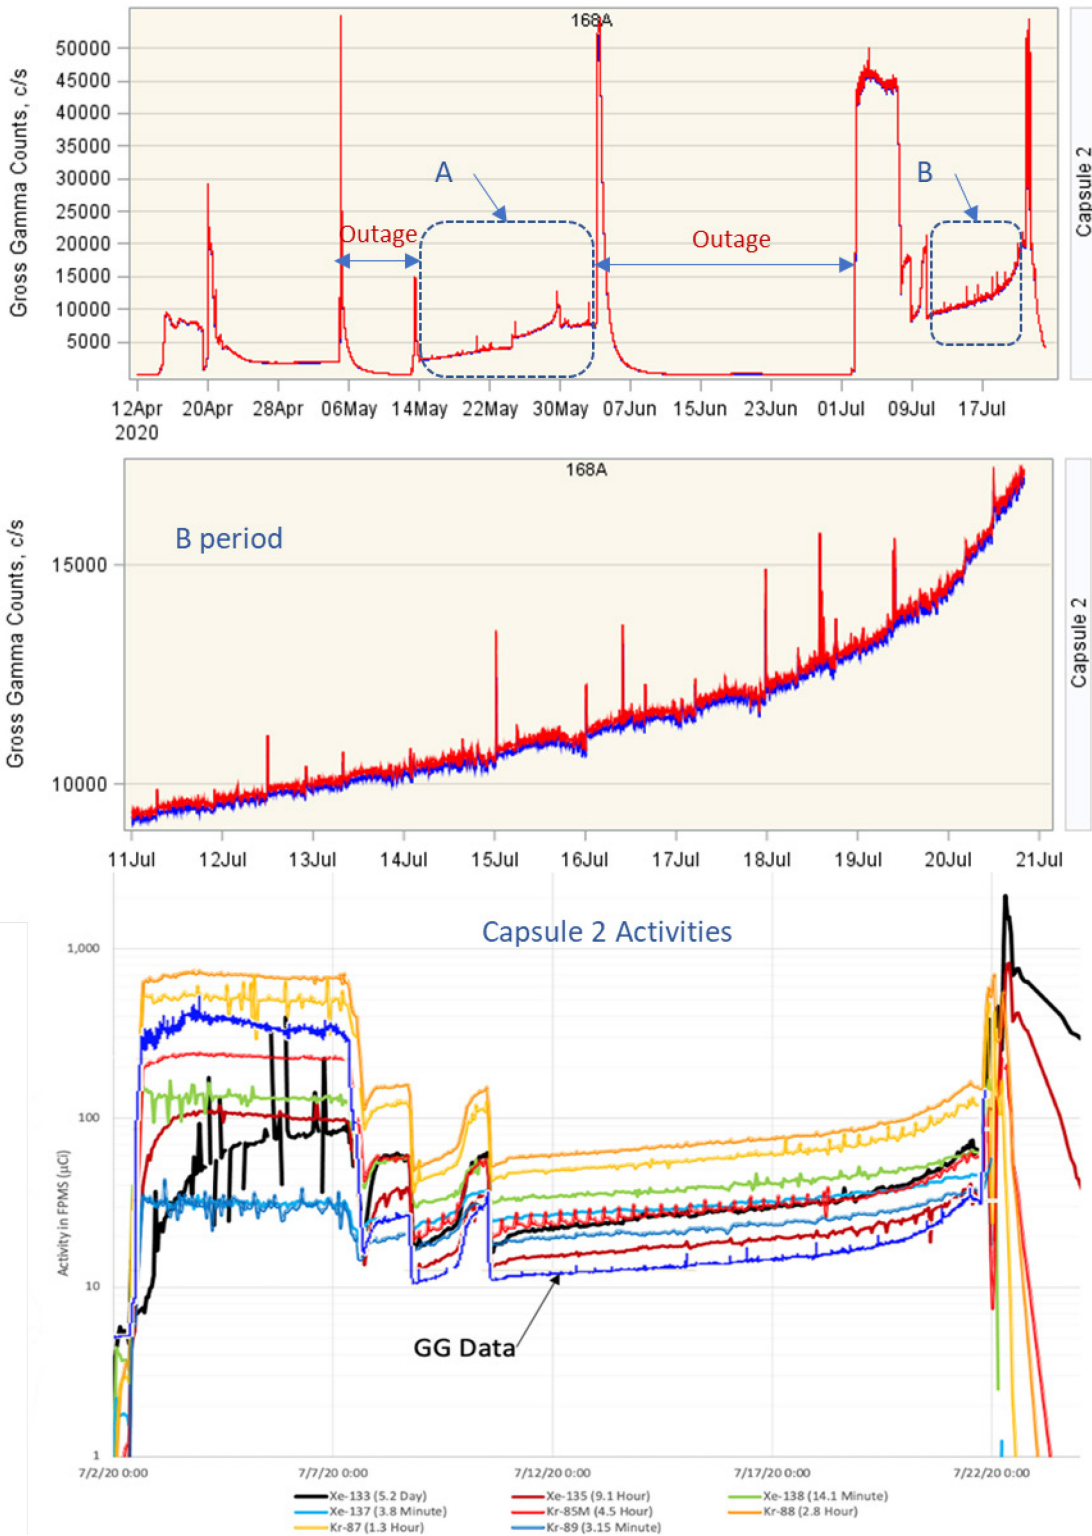 168A
50000
45000
40000
35000
30000
25000
20000
15000
10000
5000
Gross Gamma Counts, c/s
Capsule 2
A
B
Outage
Outage
12Apr 20Apr 28Apr 06May 14May 22May 30May 07Jun 15Jun 23Jun 01Jul 09Jul 17Jul
2020
168A
B period
15000
10000
Gross Gamma Counts, c/s
Capsule 2
11Jul 12Jul 13Jul 14Jul 15Jul 16Jul 17Jul 18Jul 19Jul 20Jul 21Jul
Capsule 2 Activities
1,000
100
10
1
Activity in FPMS (µCi)
GG Data
7/2/20 0:00 7/7/20 0:00 7/12/20 0:00 7/17/20 0:00 7/22/20 0:00
Xe-133 (5.2 Day) Xe-135 (9.1 Hour) Xe-138 (14.1 Minute)
Xe-137 (3.8 Minute) Kr-85M (4.5 Hour) Kr-88 (2.8 Hour)
Kr-87 (1.3 Hour) Kr-89 (3.15 Minute)